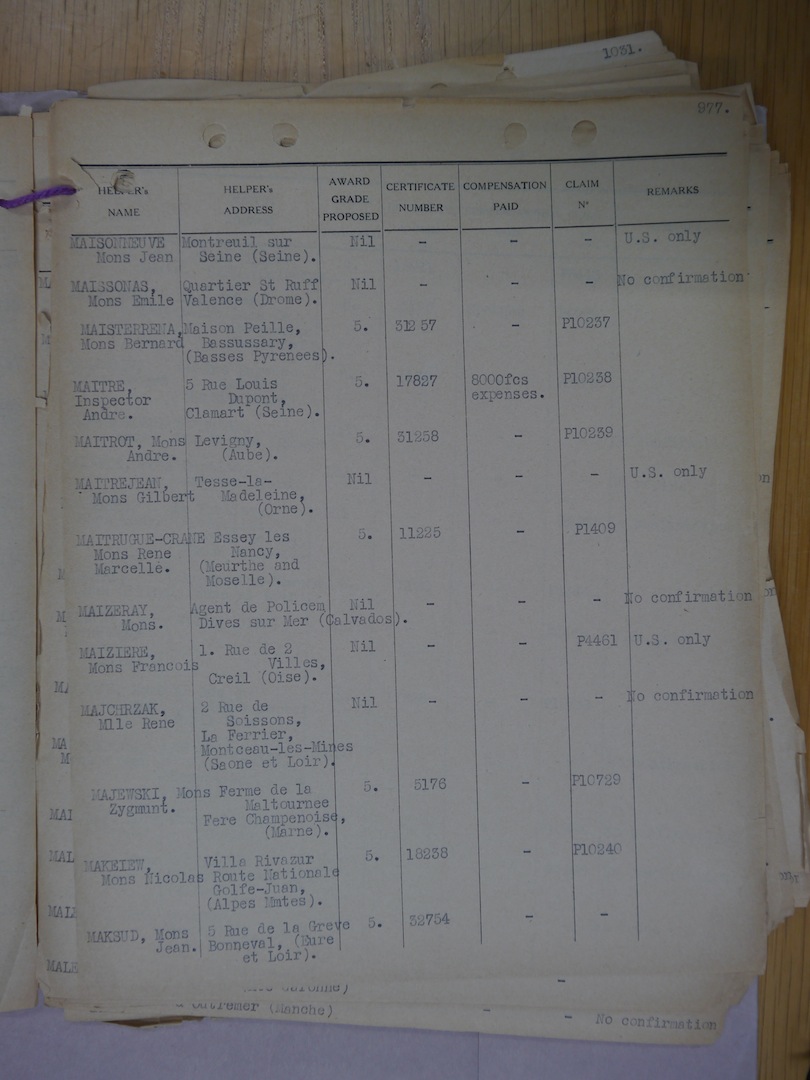 1031.
977.
HELPER's NAME
HELPER's ADDRESS
AWARD GRADE PROPOSED
CERTIFICATE NUMBER
COMPENSATION PAID
CLAIM Nº
REMARKS
MAISONNEUVE Montreuil sur Nil - - - U.S. only
Mons Jean Seine (Seine).
MAISSONAS, Quartier St Ruff Nil - - - No confirmation
Mons Emile Valence (Drome).
MAISTERRENA, Maison Peille, 5. 312 57 - P10237
Mons Bernard Bassussary,
(Basses Pyrenees).
MAITRE, 5 Rue Louis 5. 17827 8000fcs P10238
Inspector Dupont, expenses.
Andre. Clamart (Seine).
MAITROT, Mons Levigny, 5. 31258 - P10239
Andre. (Aube).
MAITREJEAN, Tesse-la- Nil - - - U.S. only
Mons Gilbert Madeleine,
(Orne).
MAITRUGUE-CRANE Essey les 5. 11225 - P1409
Mons Rene Nancy,
Marcelle. (Meurthe and
Moselle).
MAIZERAY, Agent de Policem Nil - - - No confirmation
Mons. Dives sur Mer (Calvados).
MAIZIERE, 1. Rue de 2 Nil - - P4461 U.S. only
Mons Francois Villes,
Creil (Oise).
MAJCHRZAK, 2 Rue de Nil - - - No confirmation
Mlle Rene Soissons,
La Ferrier,
Montceau-les-Mines
(Saone et Loir).
MAJEWSKI, Mons Ferme de la 5. 5176 - P10729
Zygmunt. Maltournee
Fere Champenoise,
(Marne).
MAKEIEW, Villa Rivazur 5. 18238 - P10240
Mons Nicolas Route Nationale
Golfe-Juan,
(Alpes Mmtes).
MAKSUD, Mons 5 Rue de la Greve 5. 32754 - -
Jean. Bonneval, (Eure
et Loir).
-
Outremer (Manche) - - No confirmation